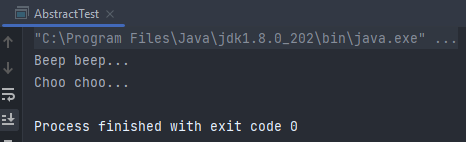 AbstractTest
"C:\Program Files\Java\jdk1.8.0_202\bin\java.exe" ...
Beep beep...
Choo choo...
Process finished with exit code 0